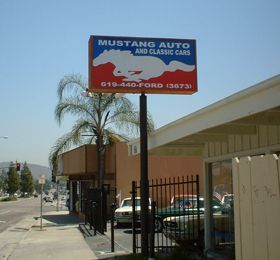 MUSTANG AUTO
AND CLASSIC CARS
619-440-FORD (3673)